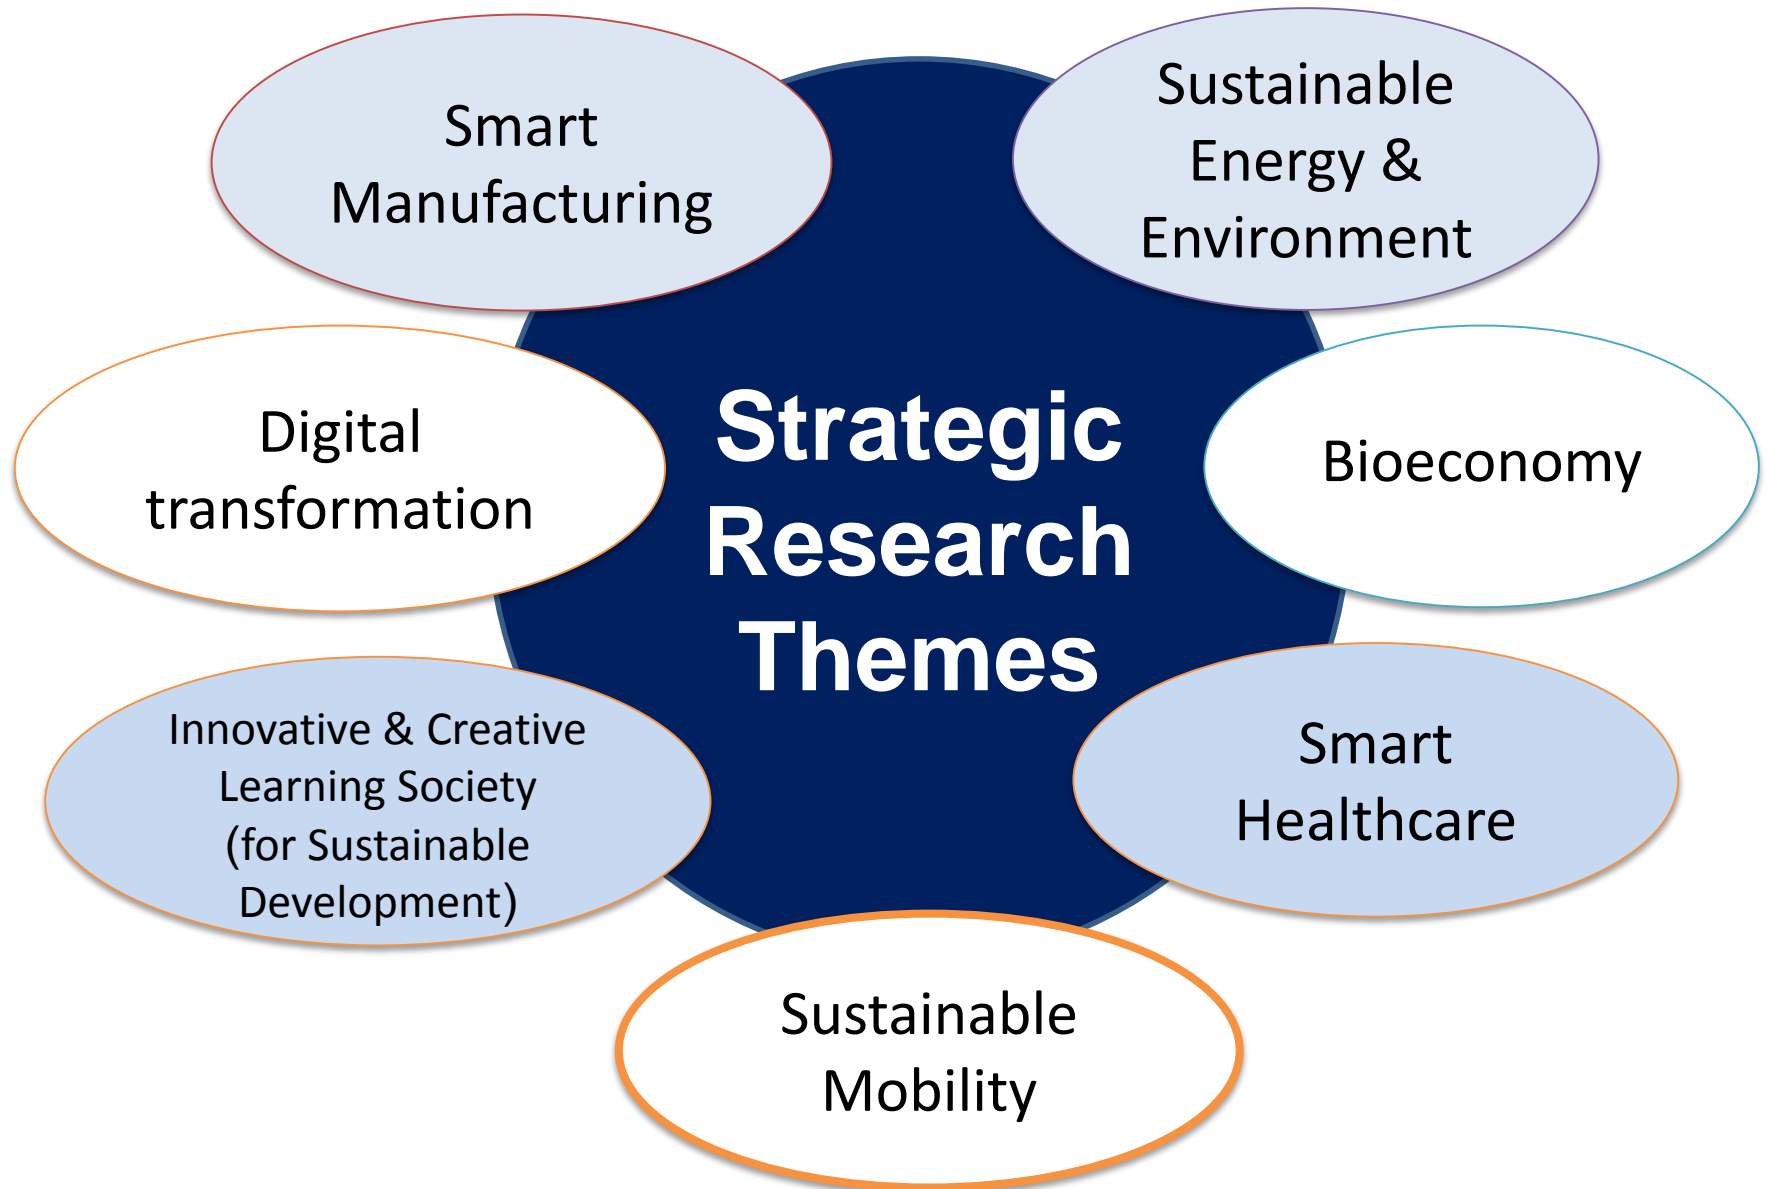 Smart
Manufacturing
Sustainable
Energy &
Environment
Digital
transformation
Strategic
Research
Themes
Bioeconomy
Innovative & Creative
Learning Society
(for Sustainable
Development)
Smart
Healthcare
Sustainable
Mobility